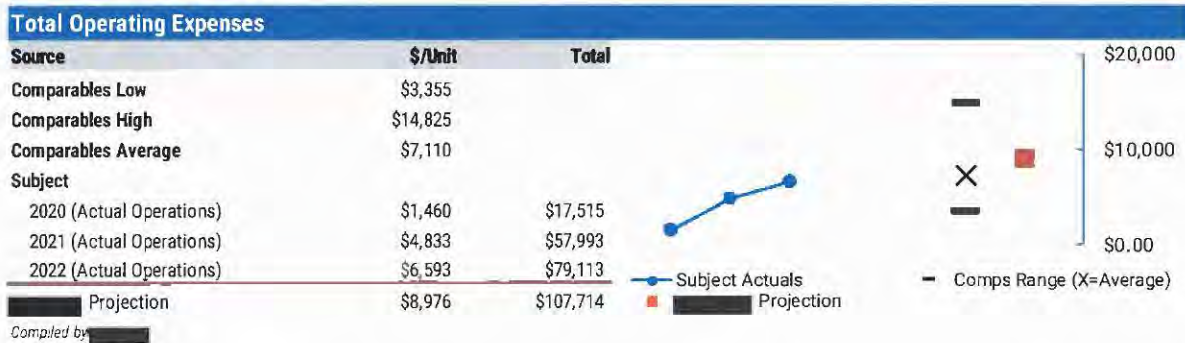 Total Operating Expenses
Source $/Unit Total
Comparables Low $3,355
Comparables High $14,825
Comparables Average $7,110
Subject
2020 (Actual Operations) $1,460 $17,515
2021 (Actual Operations) $4,833 $57,993
2022 (Actual Operations) $6,593 $79,113
Projection $8,976 $107,714
Compiled by
$20,000
$10,000
$0.00
Subject Actuals
Comps Range (X=Average)
Projection